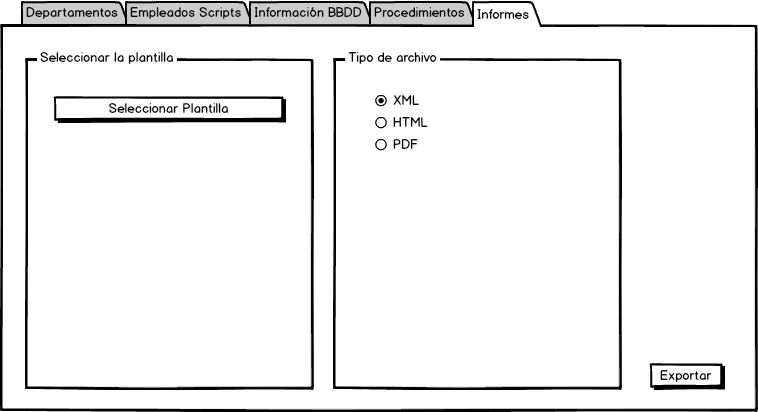 Departamentos
Empleados Scripts
Información BBDD
Procedimientos
Informes
Seleccionar la plantilla
Seleccionar Plantilla
Tipo de archivo
XML
HTML
PDF
Exportar